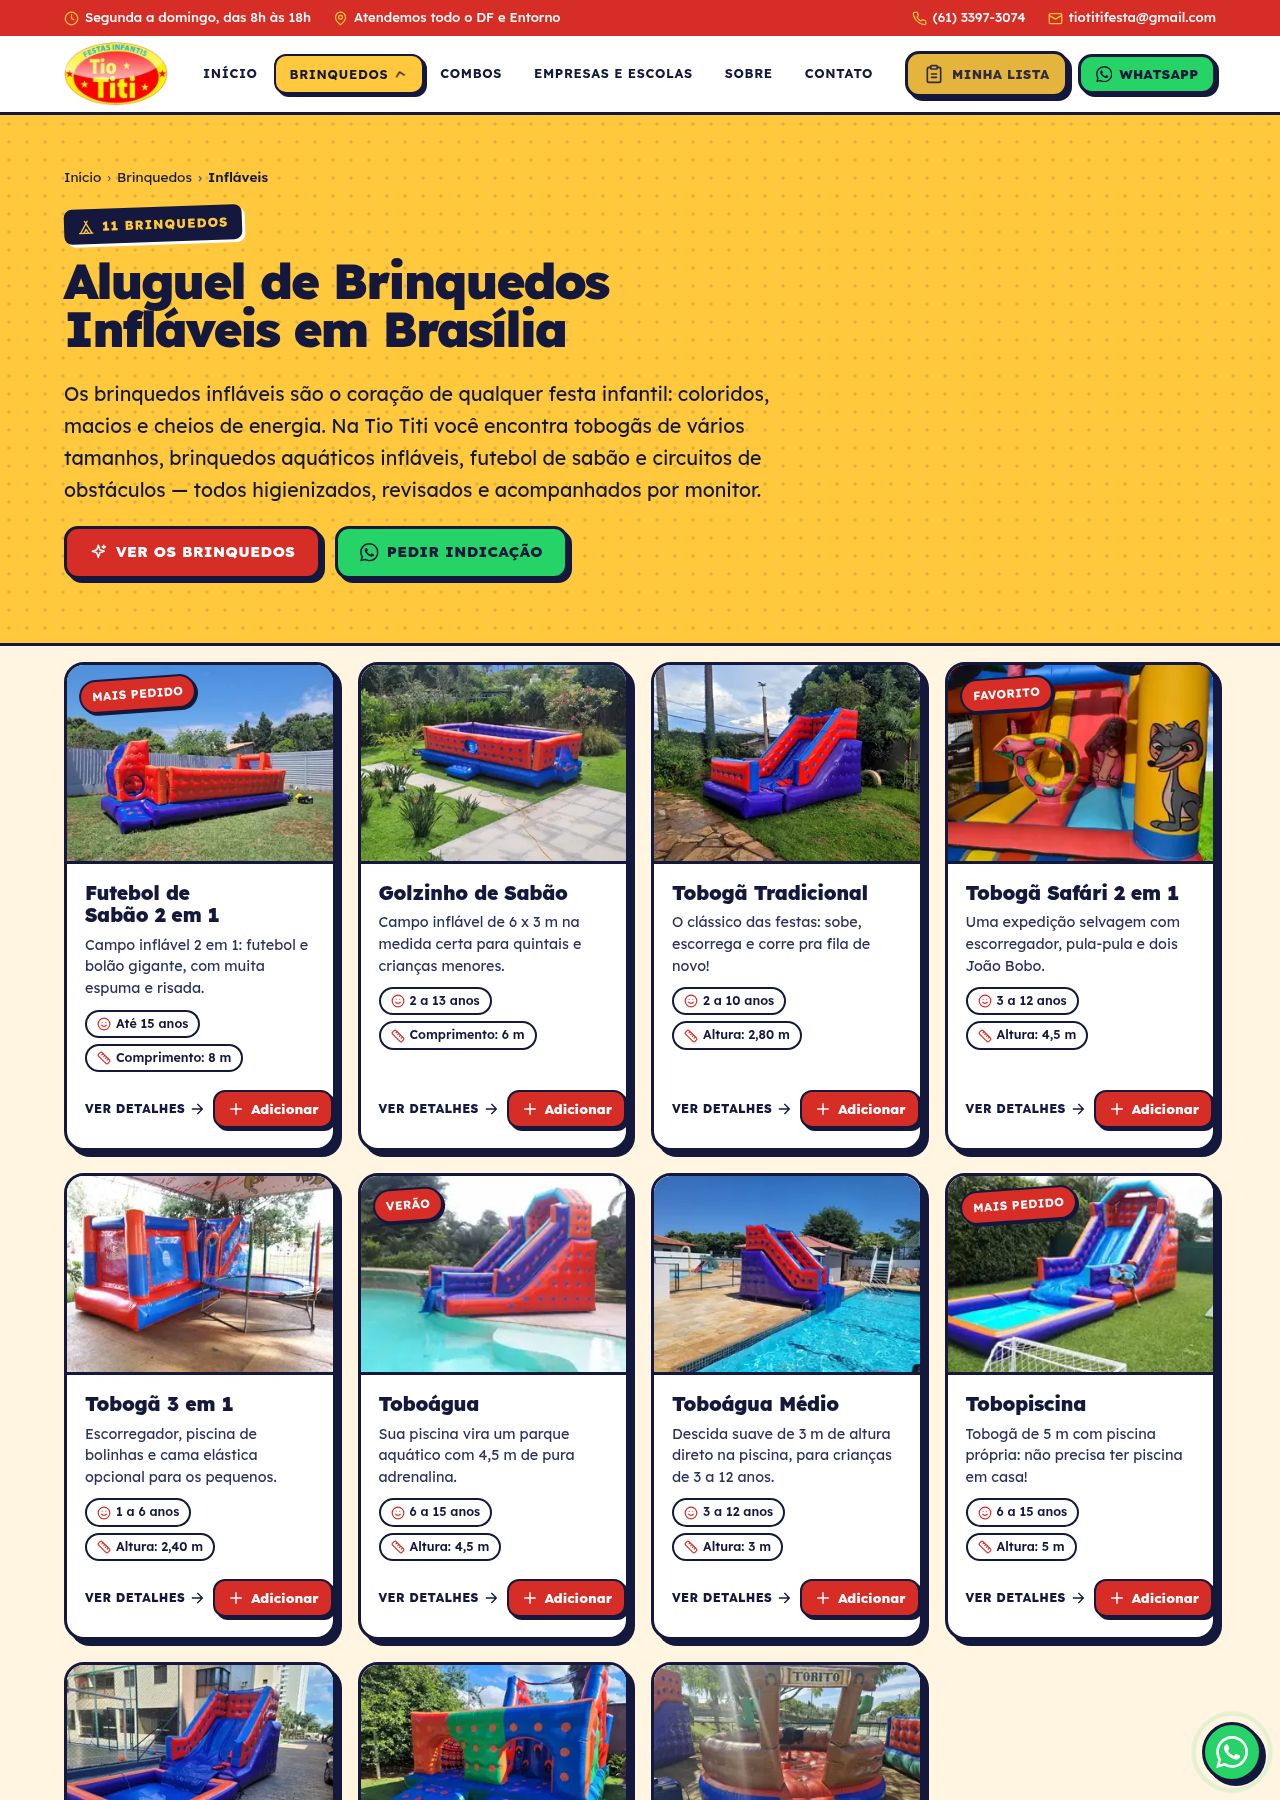 Segunda a domingo, das 8h às 18h
Atendemos todo o DF e Entorno
(61) 3397-3074
tiotitifesta@gmail.com
FESTAS INFANTIS
Tio
Titi
INÍCIO
BRINQUEDOS
COMBOS
EMPRESAS E ESCOLAS
SOBRE
CONTATO
MINHA LISTA
WHATSAPP
Início › Brinquedos › Infláveis
11 BRINQUEDOS
Aluguel de Brinquedos
Infláveis em Brasília
Os brinquedos infláveis são o coração de qualquer festa infantil: coloridos,
macios e cheios de energia. Na Tio Titi você encontra tobogãs de vários
tamanhos, brinquedos aquáticos infláveis, futebol de sabão e circuitos de
obstáculos — todos higienizados, revisados e acompanhados por monitor.
VER OS BRINQUEDOS
PEDIR INDICAÇÃO
MAIS PEDIDO
Futebol de
Sabão 2 em 1
Campo inflável 2 em 1: futebol e
bolão gigante, com muita
espuma e risada.
Até 15 anos
Comprimento: 8 m
VER DETALHES
Adicionar
Golzinho de Sabão
Campo inflável de 6 x 3 m na
medida certa para quintais e
crianças menores.
2 a 13 anos
Comprimento: 6 m
VER DETALHES
Adicionar
Tobogã Tradicional
O clássico das festas: sobe,
escorrega e corre pra fila de
novo!
2 a 10 anos
Altura: 2,80 m
VER DETALHES
Adicionar
FAVORITO
Tobogã Safári 2 em 1
Uma expedição selvagem com
escorregador, pula-pula e dois
João Bobo.
3 a 12 anos
Altura: 4,5 m
VER DETALHES
Adicionar
Tobogã 3 em 1
Escorregador, piscina de
bolinhas e cama elástica
opcional para os pequenos.
1 a 6 anos
Altura: 2,40 m
VER DETALHES
Adicionar
VERÃO
Toboágua
Sua piscina vira um parque
aquático com 4,5 m de pura
adrenalina.
6 a 15 anos
Altura: 4,5 m
VER DETALHES
Adicionar
Toboágua Médio
Descida suave de 3 m de altura
direto na piscina, para crianças
de 3 a 12 anos.
3 a 12 anos
Altura: 3 m
VER DETALHES
Adicionar
MAIS PEDIDO
Tobopiscina
Tobogã de 5 m com piscina
própria: não precisa ter piscina
em casa!
6 a 15 anos
Altura: 5 m
VER DETALHES
Adicionar
TORITO